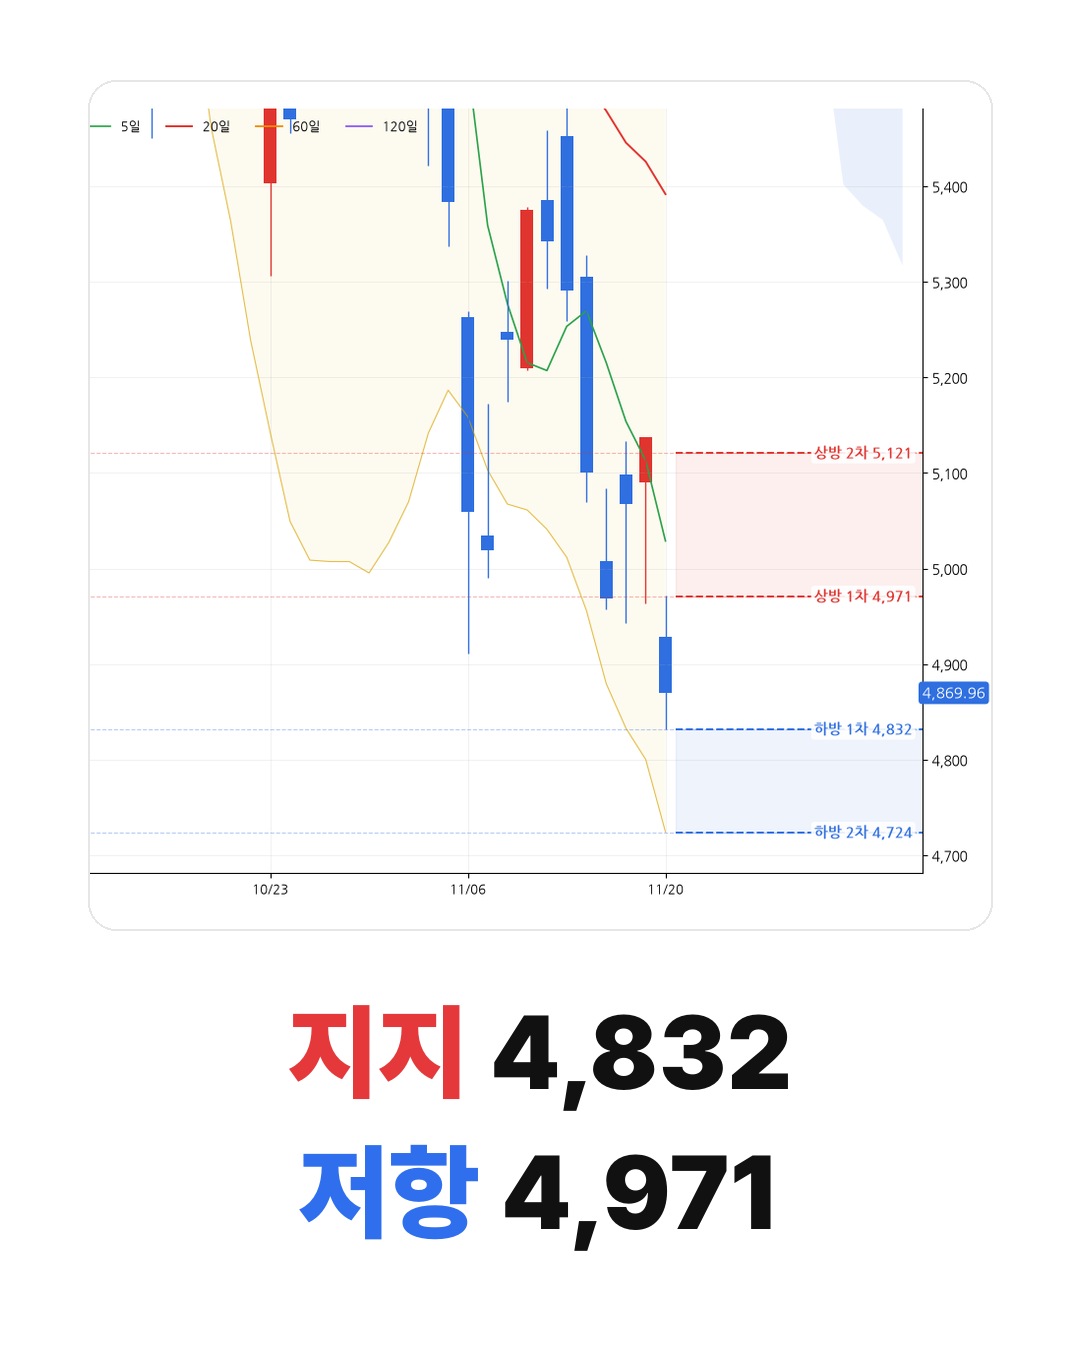 5일 20일 60일 120일
5,400
5,300
5,200
상방 2차 5,121
5,100
5,000
상방 1차 4,971
4,900
4,869.96
하방 1차 4,832
4,800
하방 2차 4,724
4,700
10/23 11/06 11/20
지지 4,832
저항 4,971